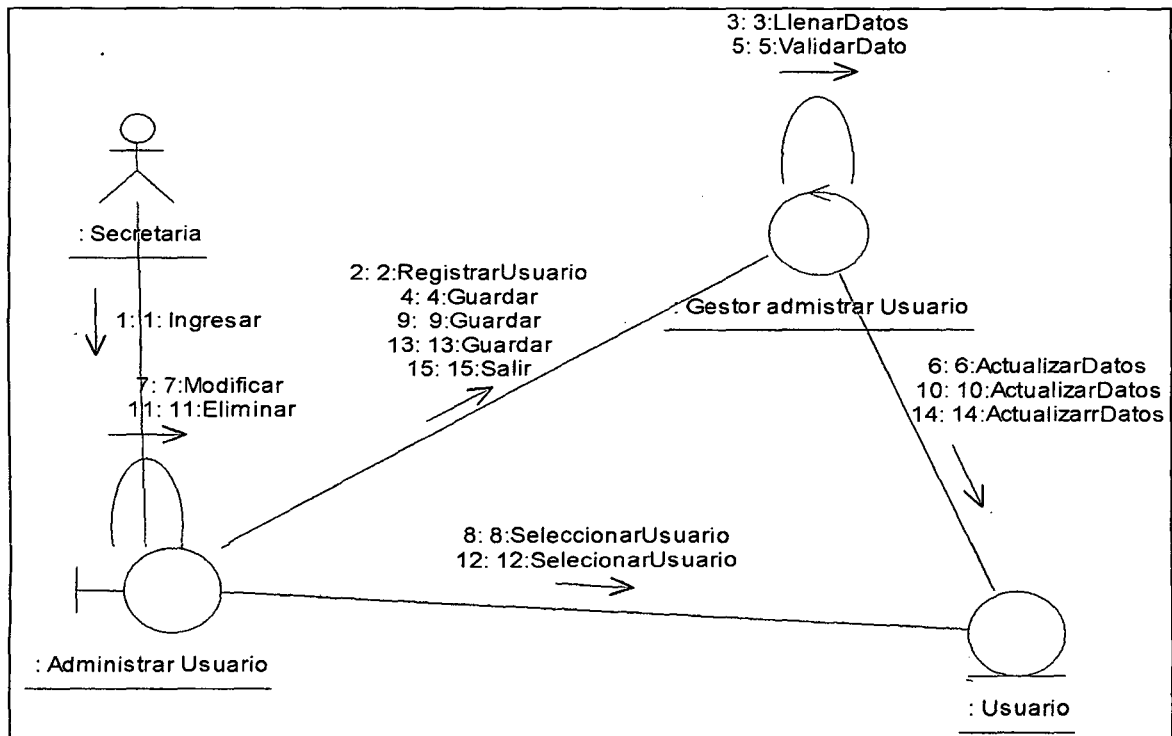 3: 3:LlenarDatos
5: 5:ValidarDato
: Secretaria
1: 1: Ingresar
2: 2:RegistrarUsuario
4: 4:Guardar
9: 9:Guardar
13: 13:Guardar
15: 15:Salir
: Gestor admistrar Usuario
7: 7:Modificar
11: 11:Eliminar
6: 6:ActualizarDatos
10: 10:ActualizarDatos
14: 14:ActualizarrDatos
8: 8:SeleccionarUsuario
12: 12:SelecionarUsuario
: Administrar Usuario
: Usuario